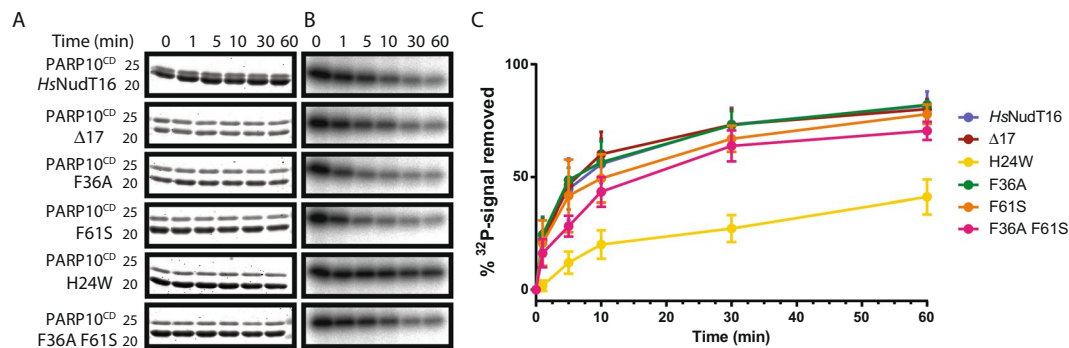 A
B
C
Time (min) 0 1 5 10 30 60
0 1 5 10 30 60
PARP10CD 25
HsNudT16 20
PARP10CD 25
Δ17 20
PARP10CD 25
F36A 20
PARP10CD 25
F61S 20
PARP10CD 25
H24W 20
PARP10CD 25
F36A F61S 20
% 32P-signal removed
100
50
0
0 10 20 30 40 50 60
Time (min)
HsNudT16
Δ17
H24W
F36A
F61S
F36A F61S